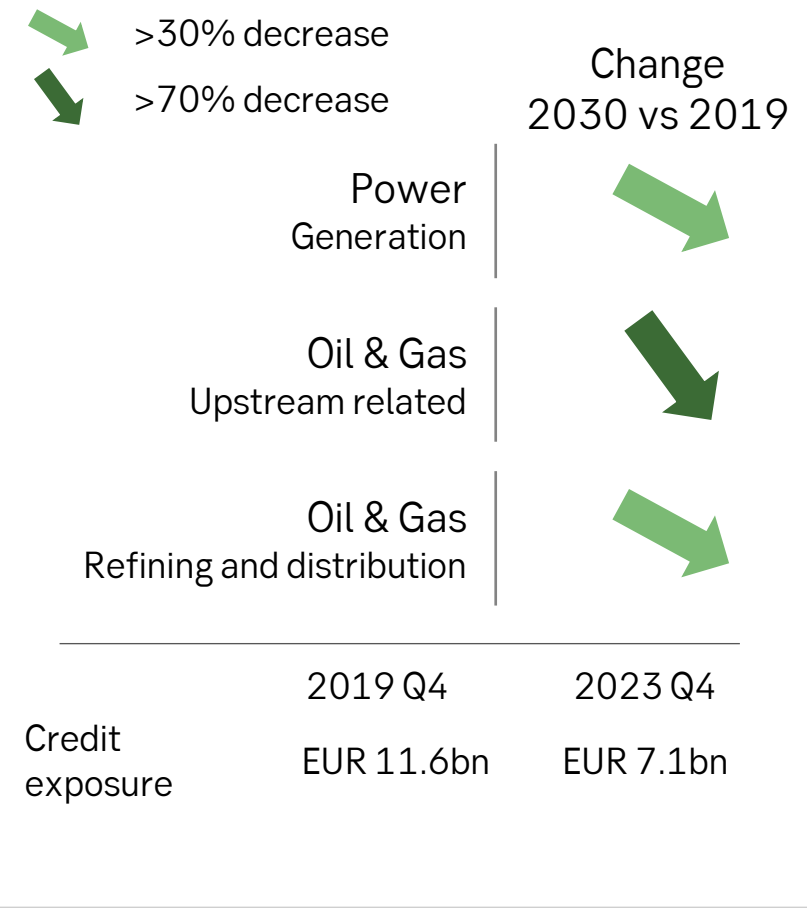 >30% decrease
>70% decrease
Change
2030 vs 2019
Power
Generation
Oil & Gas
Upstream related
Oil & Gas
Refining and distribution
2019 Q4 2023 Q4
Credit
exposure
EUR 11.6bn EUR 7.1bn